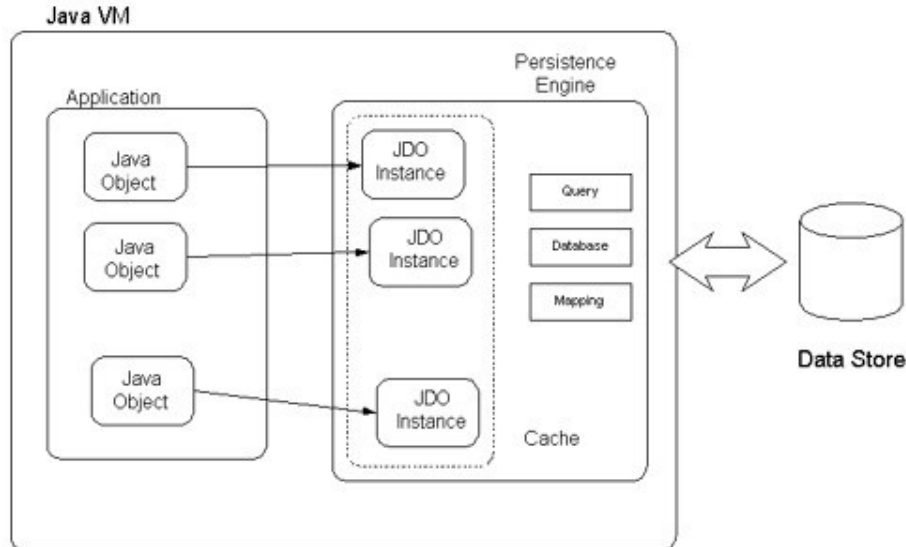 Java VM
Persistence
Engine
Application
Java
Object
JDO
Instance
Query
Java
Object
JDO
Instance
Database
Mapping
Data Store
Java
Object
JDO
Instance
Cache